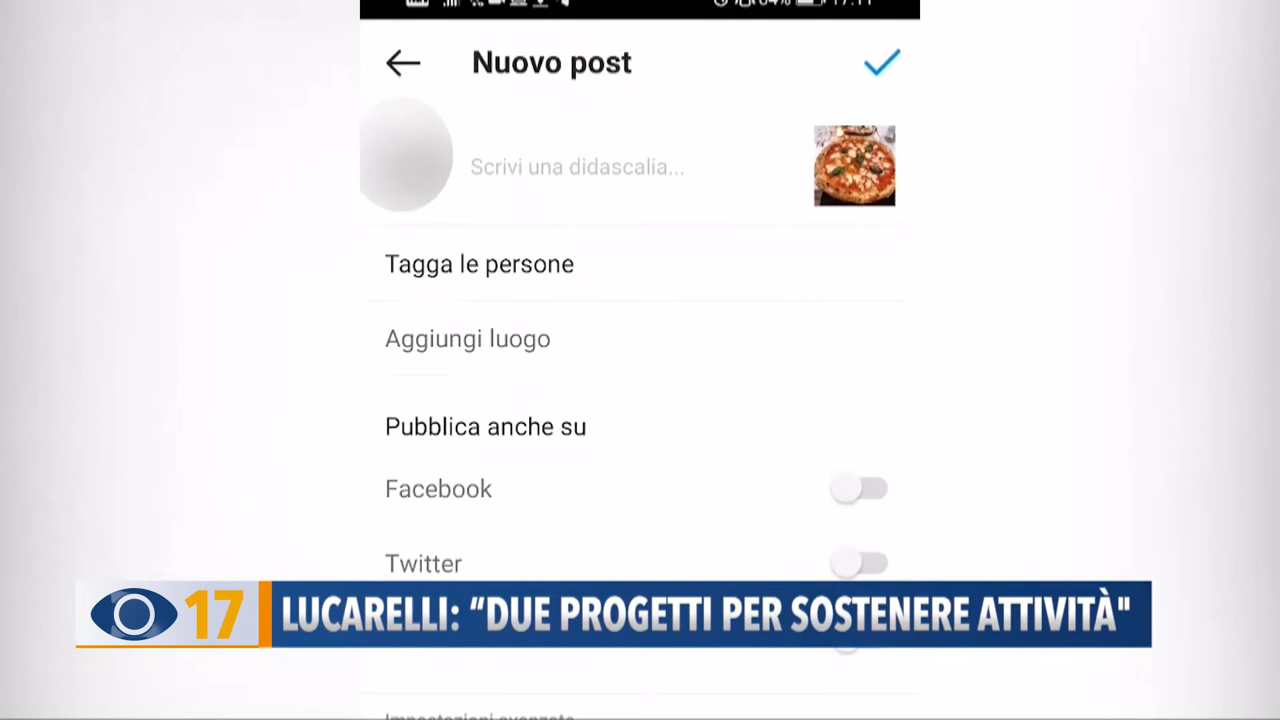 Nuovo post
Scrivi una didascalia...
Tagga le persone
Aggiungi luogo
Pubblica anche su
Facebook
Twitter
17 LUCARELLI: “DUE PROGETTI PER SOSTENERE ATTIVITÀ"